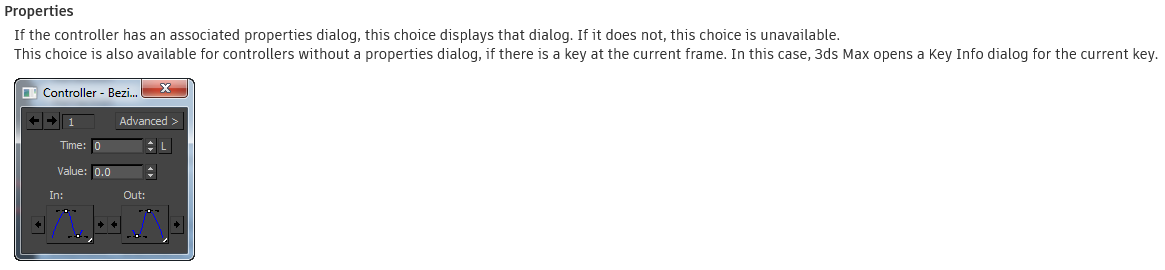 Properties
If the controller has an associated properties dialog, this choice displays that dialog. If it does not, this choice is unavailable.
This choice is also available for controllers without a properties dialog, if there is a key at the current frame. In this case, 3ds Max opens a Key Info dialog for the current key.
Controller - Bezi...
1 Advanced >
Time: 0 L
Value: 0.0
In: Out: